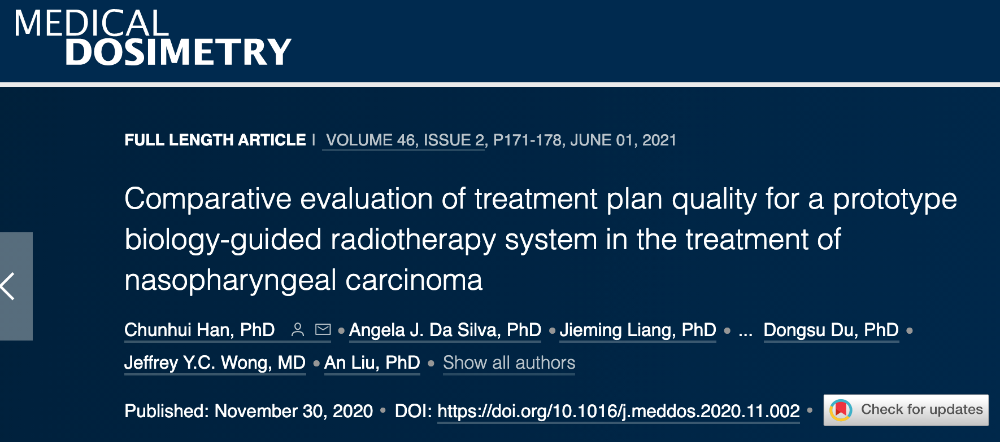 MEDICAL
DOSIMETRY
FULL LENGTH ARTICLE | VOLUME 46, ISSUE 2, P171-178, JUNE 01, 2021
Comparative evaluation of treatment plan quality for a prototype
biology-guided radiotherapy system in the treatment of
nasopharyngeal carcinoma
Chunhui Han, PhD • Angela J. Da Silva, PhD • Jieming Liang, PhD • ... Dongsu Du, PhD •
Jeffrey Y.C. Wong, MD • An Liu, PhD • Show all authors
Published: November 30, 2020 • DOI: https://doi.org/10.1016/j.meddos.2020.11.002 • Check for updates